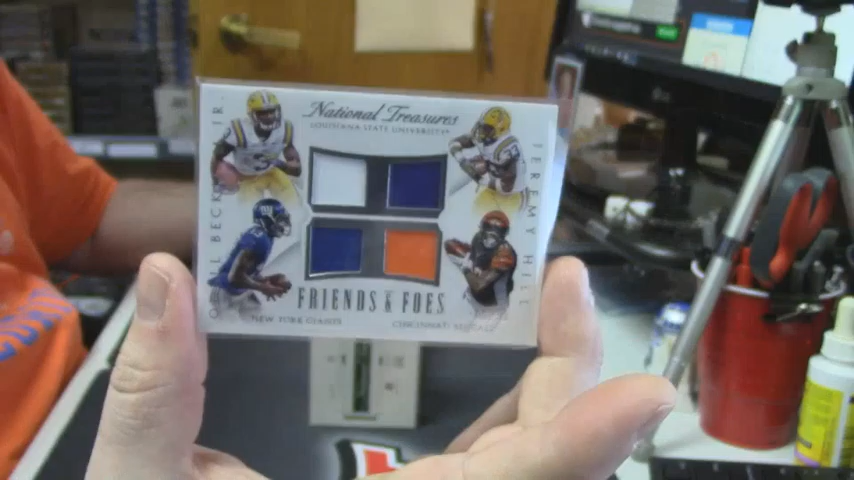 National Treasures
LOUISIANA STATE UNIVERSITY
ODELL BECKHAM JR.
JEREMY HILL
FRIENDS & FOES
NEW YORK GIANTS
CINCINNATI BENGALS